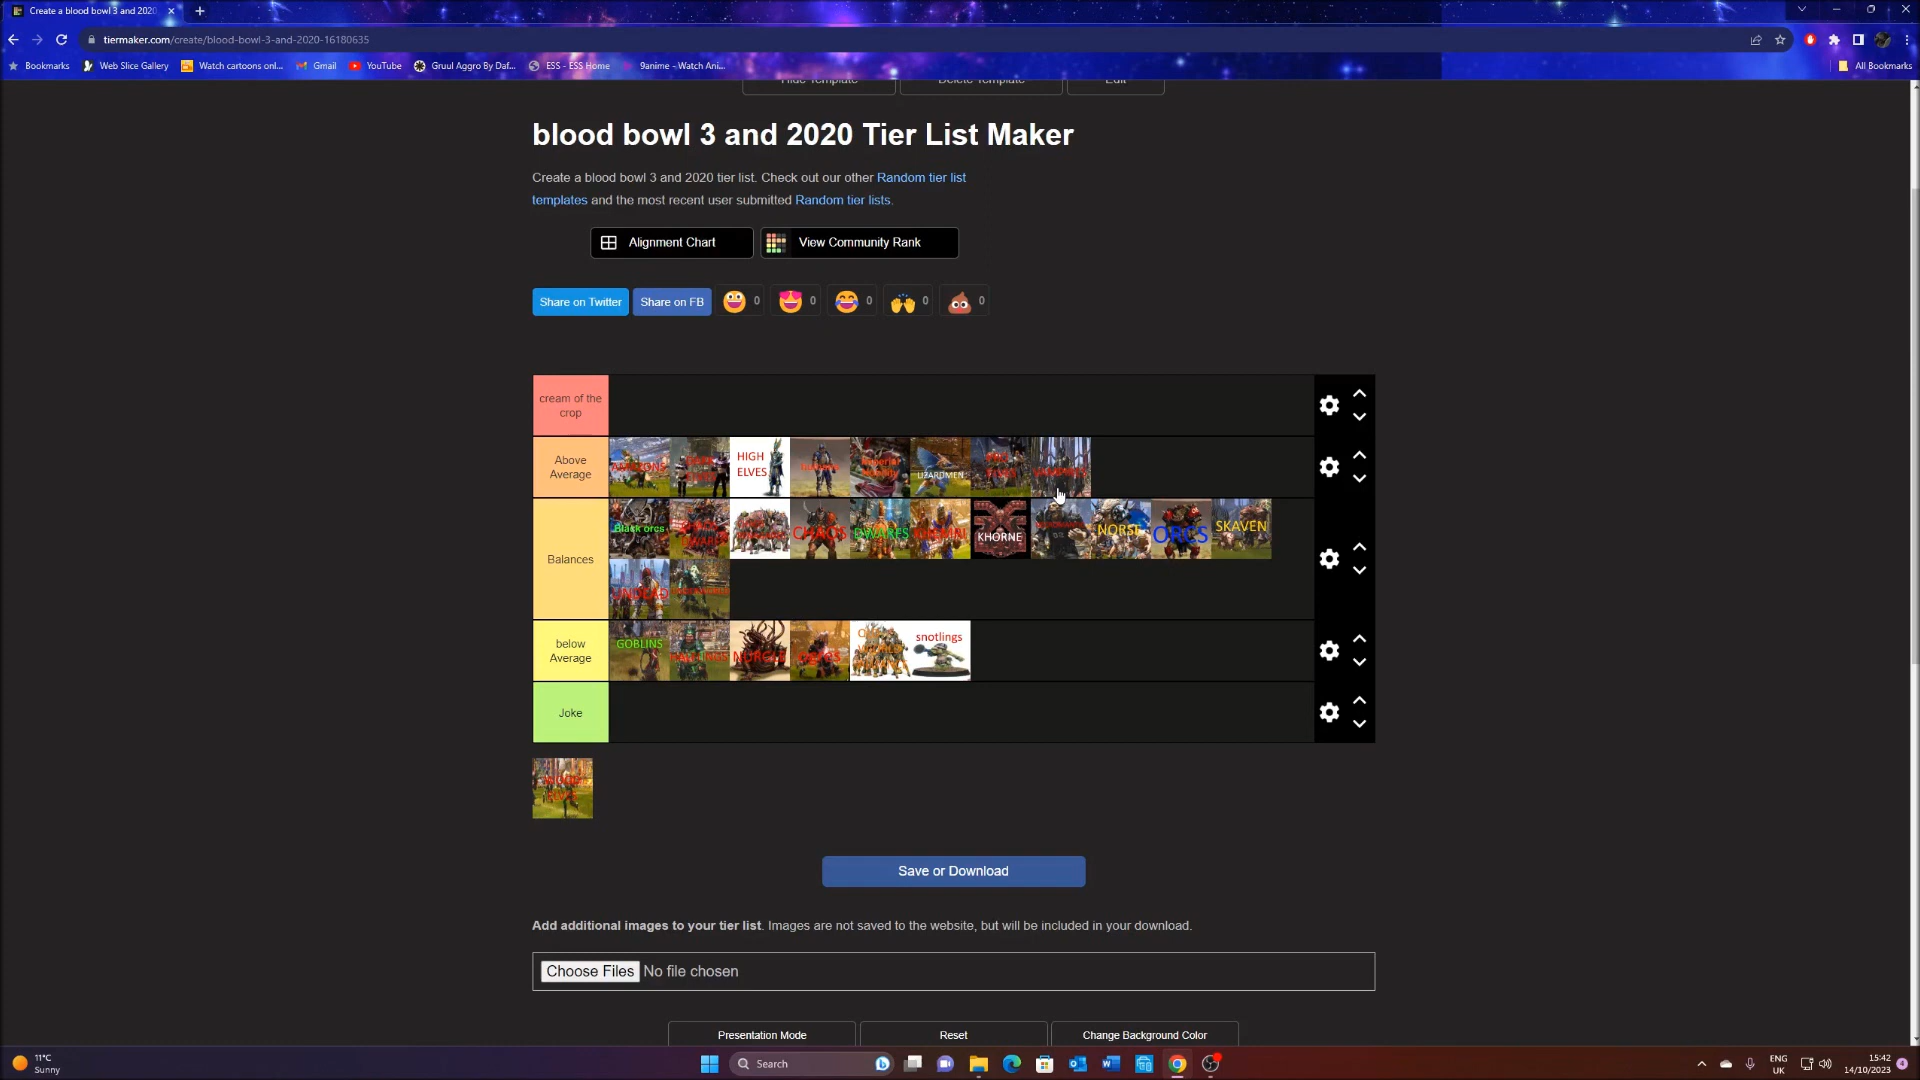 Create a blood bowl 3 and 2020
tiermaker.com/create/blood-bowl-3-and-2020-16180635
Bookmarks
Web Slice Gallery
Watch cartoons onl...
Gmail
YouTube
Gruul Aggro By Daf...
ESS - ESS Home
9anime - Watch Ani...
All Bookmarks
Hide Template
Delete Template
Edit
blood bowl 3 and 2020 Tier List Maker
Create a blood bowl 3 and 2020 tier list. Check out our other Random tier list
templates and the most recent user submitted Random tier lists.
Alignment Chart
View Community Rank
Share on Twitter
Share on FB
0
0
0
0
0
cream of the
crop
Above
Average
AMAZONS
HIGH
ELVES
LIZARDMEN
Balances
Black orcs
CHAOS
DWARFS
KHORNE
NORSE
ORCS
SKAVEN
UNDEAD
below
Average
GOBLINS
NURGLE
snotlings
Joke
Save or Download
Add additional images to your tier list. Images are not saved to the website, but will be included in your download.
Choose Files No file chosen
Presentation Mode
Reset
Change Background Color
11°C
Sunny
Search
ENG
UK
15:42
14/10/2023
4